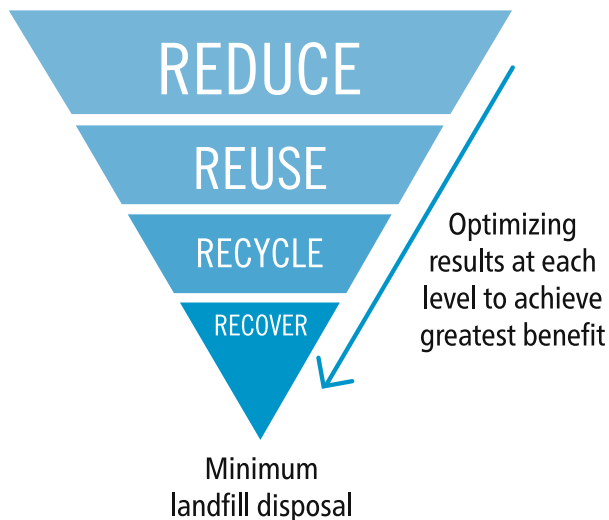 REDUCE
REUSE
RECYCLE
RECOVER
Optimizing
results at each
level to achieve
greatest benefit
Minimum
landfill disposal